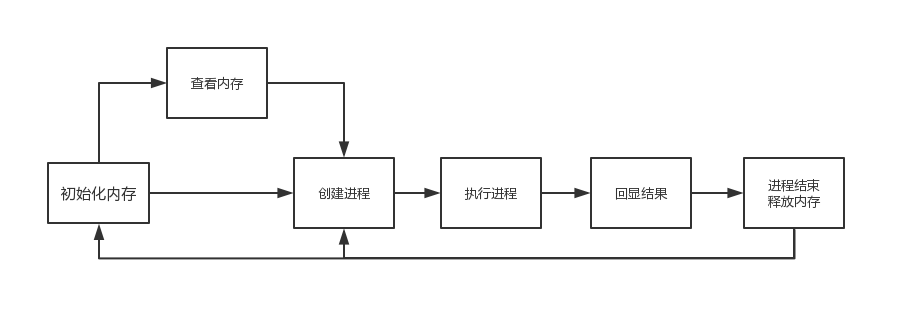 查看内存
初始化内存
创建进程
执行进程
回显结果
进程结束
释放内存